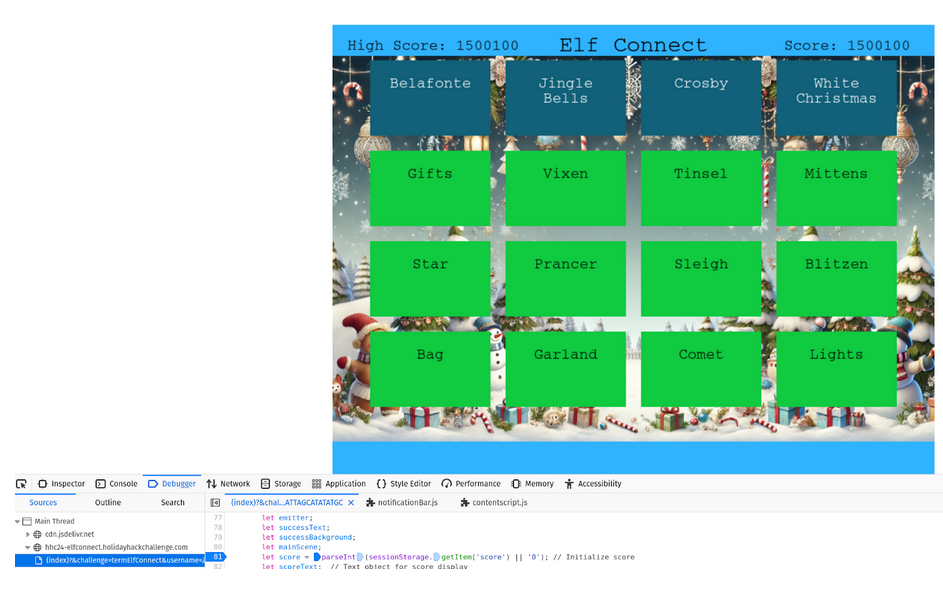 High Score: 1500100 Elf Connect Score: 1500100
Belafonte Jingle Bells Crosby White Christmas
Gifts Vixen Tinsel Mittens
Star Prancer Sleigh Blitzen
Bag Garland Comet Lights
Inspector Console Debugger Network Storage Application Style Editor Performance Memory Accessibility
Sources Outline Search (index)?&chal...ATTAGCATATATGC notificationBar.js contentscript.js
Main Thread
cdn.jsdelivr.net
hhc24-elfconnect.holidayhackchallenge.com
(index)?&challenge=termElfConnect&username=
77 let emitter;
78 let successText;
79 let successBackground;
80 let mainScene;
81 let score = parseInt(sessionStorage.getItem('score') || '0'); // Initialize score
82 let scoreText; // Text object for score display